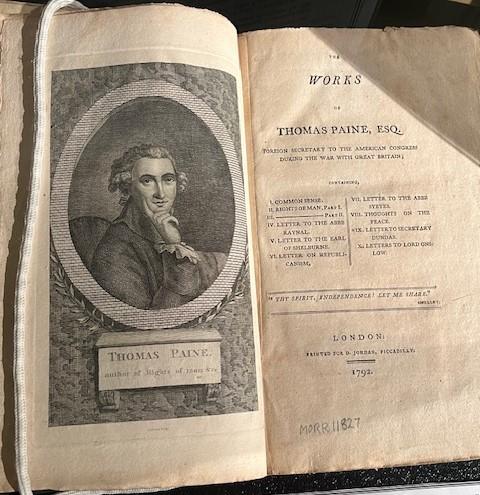 THOMAS PAINE.
author of Rights of man &c
THE
WORKS
OF
THOMAS PAINE, ESQ.
FOREIGN SECRETARY TO THE AMERICAN CONGRESS
DURING THE WAR WITH GREAT BRITAIN;
CONTAINING,
I. COMMON SENSE.
II. RIGHTS OF MAN, PART I.
III. ——— PART II.
IV. LETTER TO THE ABBE
RAYNAL.
V. LETTER TO THE EARL
OF SHELBURNE.
VI. LETTER ON REPUBLI-
CANISM,
VII. LETTER TO THE ABBE
SYEYES.
VIII. THOUGHTS ON THE
PEACE.
IX. LETTER TO SECRETARY
DUNDAS.
X. LETTERS TO LORD ONS-
LOW.
"THY SPIRIT, INDEPENDENCE! LET ME SHARE."
LONDON:
PRINTED FOR D. JORDAN, PICCADILLY.
1792.
MORR11827